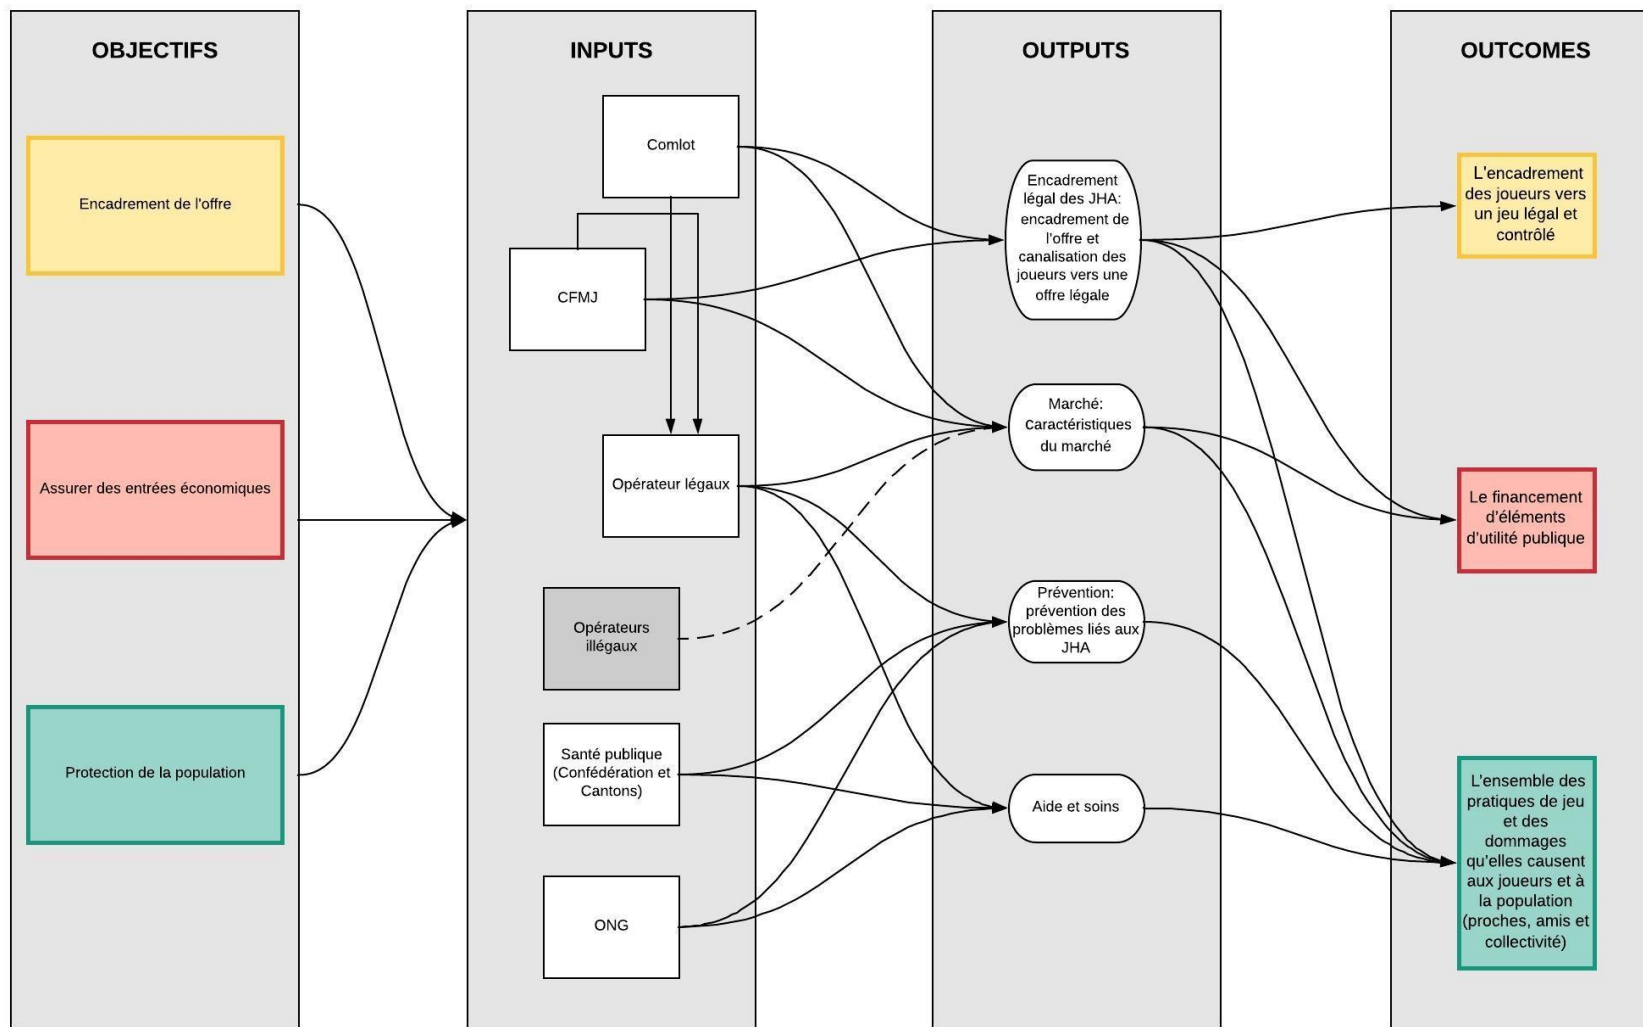 OBJECTIFS
Encadrement de l'offre
Assurer des entrées économiques
Protection de la population
INPUTS
Comlot
CFMJ
Opérateur légaux
Opérateurs
illégaux
Santé publique
(Confédération et
Cantons)
ONG
OUTPUTS
Encadrement
légal des JHA:
encadrement de
l'offre et
canalisation des
joueurs vers une
offre légale
Marché:
Caractéristiques
du marché
Prévention:
prévention des
problèmes liés aux
JHA
Aide et soins
OUTCOMES
L'encadrement
des joueurs vers
un jeu légal et
contrôlé
Le financement
d'éléments
d'utilité publique
L'ensemble des
pratiques de jeu
et des
dommages
qu'elles causent
aux joueurs et à
la population
(proches, amis et
collectivité)